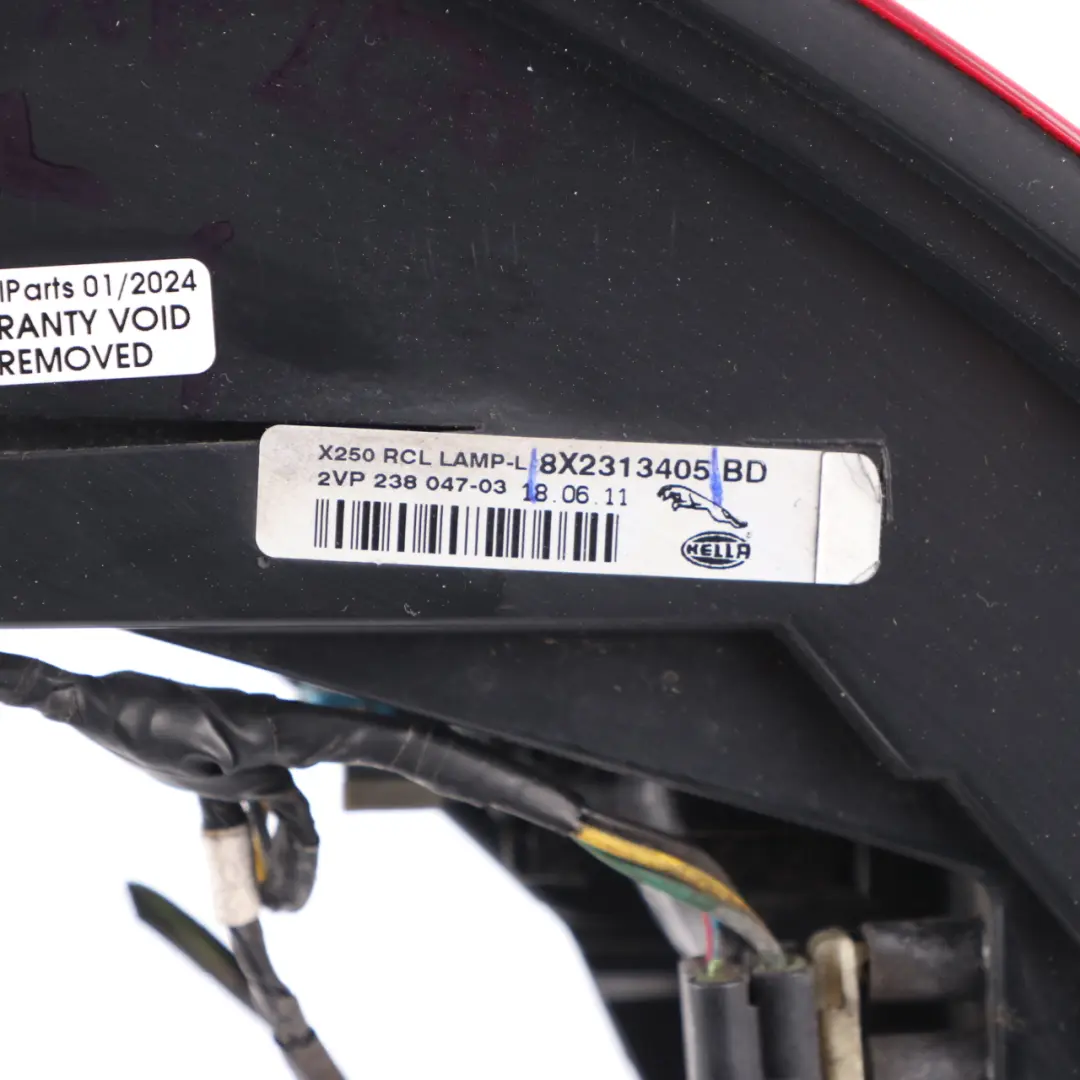 lParts 01/2024
RANTY VOID
REMOVED
X250 RCL LAMP-L 8X2313405 BD
2VP 238 047-03 18.06.11
HELLA